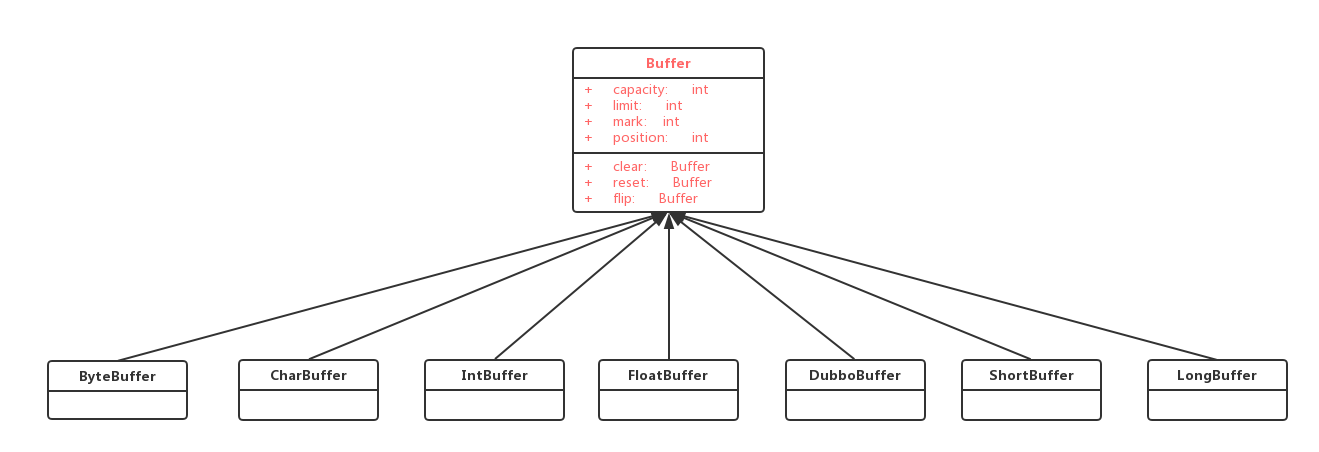 Buffer
+ capacity: int
+ limit: int
+ mark: int
+ position: int
+ clear: Buffer
+ reset: Buffer
+ flip: Buffer
ByteBuffer CharBuffer IntBuffer FloatBuffer DubboBuffer ShortBuffer LongBuffer